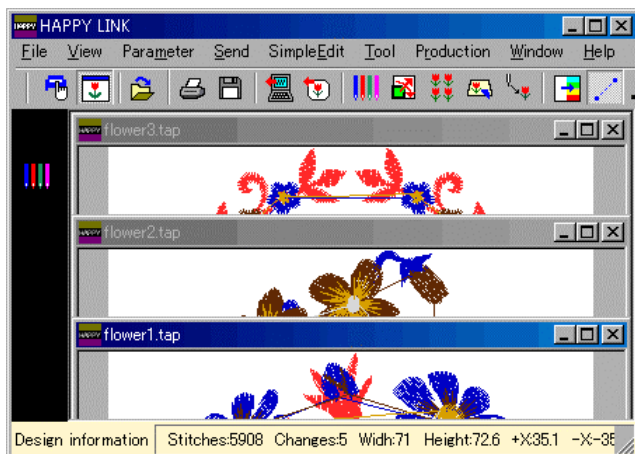 HAPPY LINK
File View Parameter Send SimpleEdit Tool Production Window Help
flower3.tap
flower2.tap
flower1.tap
Design information Stitches:5908 Changes:5 Widh:71 Height:72.6 +X:35.1 -X:-35